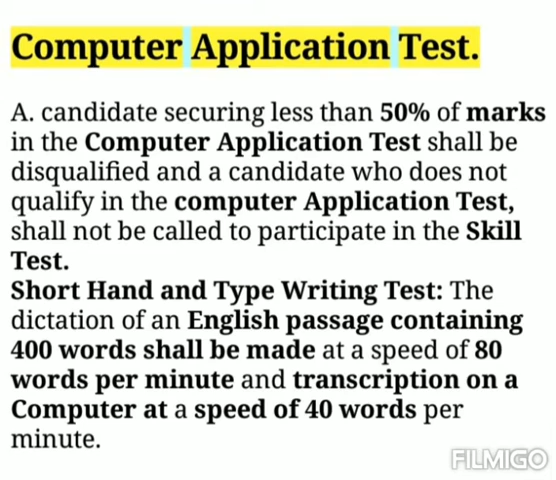 Computer Application Test.
A. candidate securing less than 50% of marks
in the Computer Application Test shall be
disqualified and a candidate who does not
qualify in the computer Application Test,
shall not be called to participate in the Skill
Test.
Short Hand and Type Writing Test: The
dictation of an English passage containing
400 words shall be made at a speed of 80
words per minute and transcription on a
Computer at a speed of 40 words per
minute.
FILMIGO